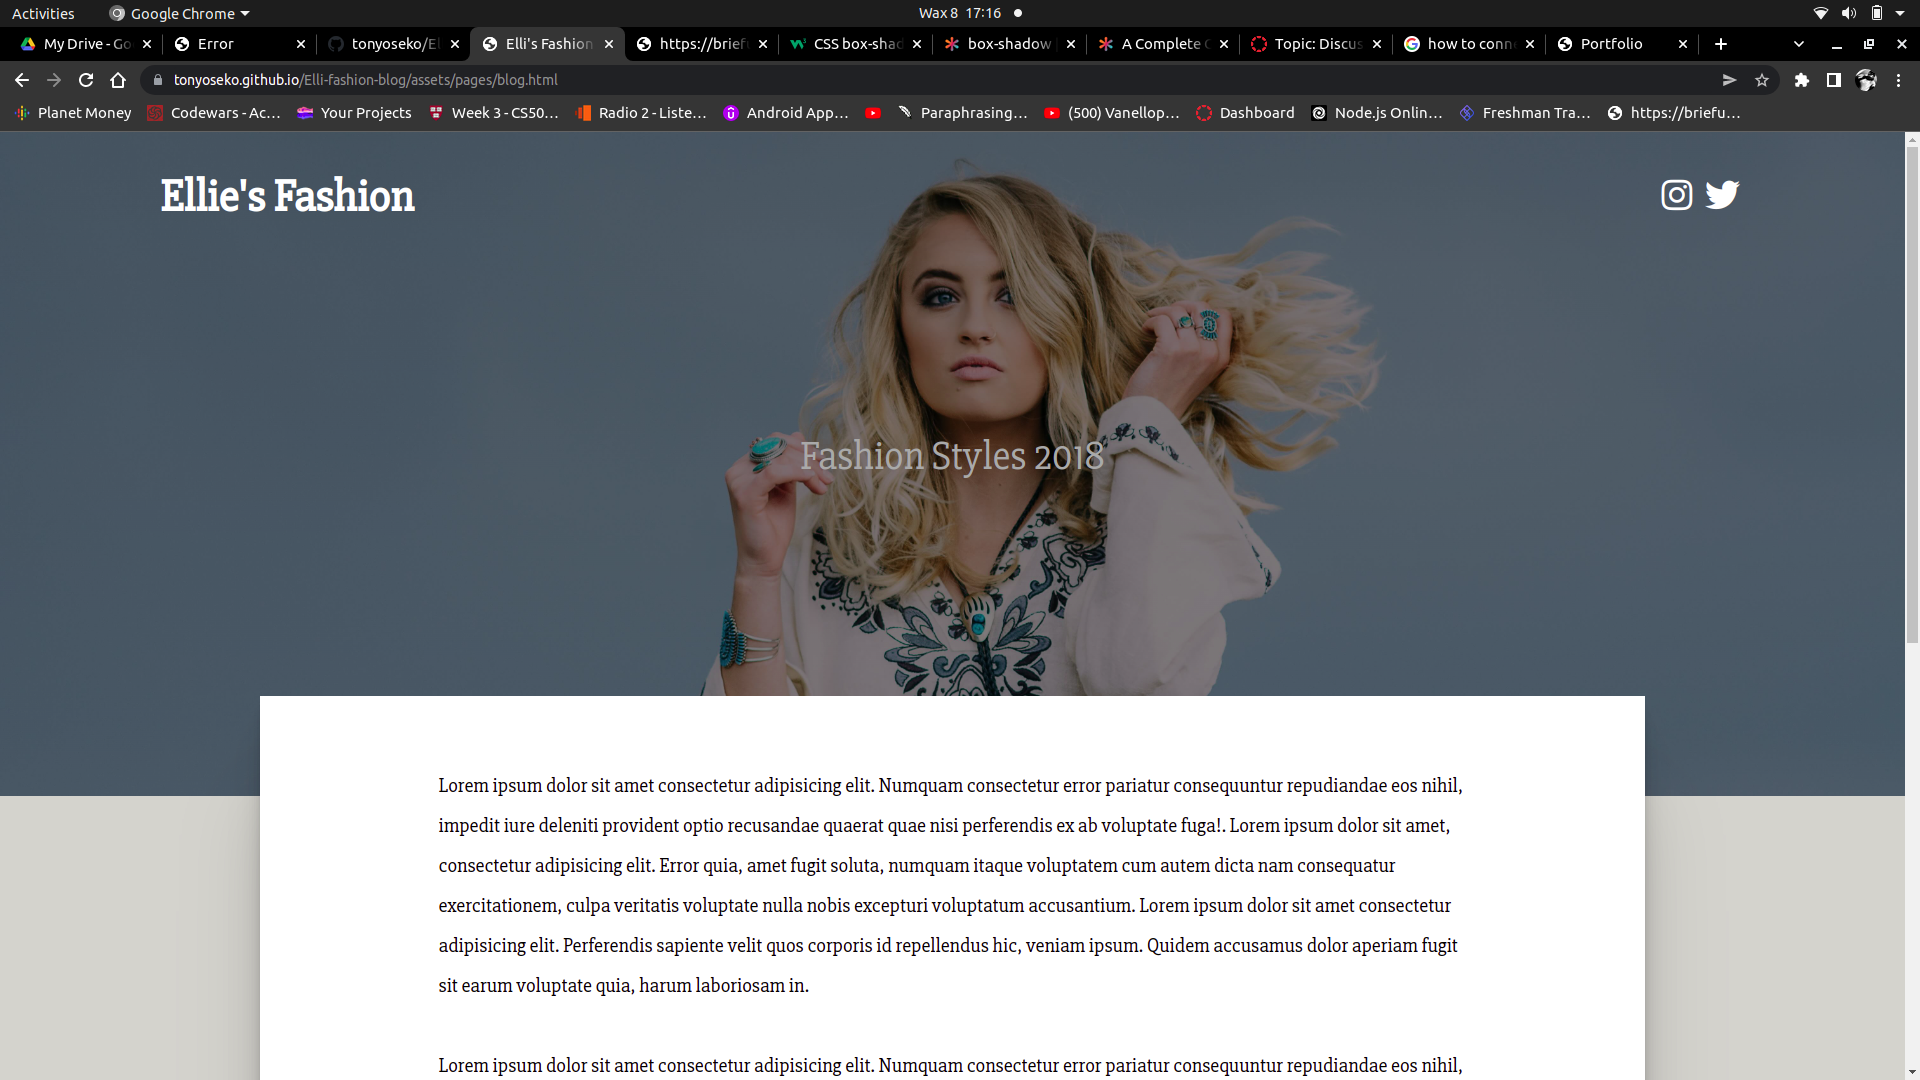 Activities
Google Chrome
Wax 8 17:16
My Drive - Go
Error
tonyoseko/El
Elli's Fashion
https://brief
CSS box-shad
box-shadow
A Complete
Topic: Discus
how to conn
Portfolio
tonyoseko.github.io/Elli-fashion-blog/assets/pages/blog.html
Planet Money
Codewars - Ac...
Your Projects
Week 3 - CS50...
Radio 2 - Liste...
Android App...
Paraphrasing...
(500) Vanellop...
Dashboard
Node.js Onlin...
Freshman Tra...
https://briefu...
Ellie's Fashion
Fashion Styles 2018
Lorem ipsum dolor sit amet consectetur adipisicing elit. Numquam consectetur error pariatur consequuntur repudiandae eos nihil,
impedit iure deleniti provident optio recusandae quaerat quae nisi perferendis ex ab voluptate fuga!. Lorem ipsum dolor sit amet,
consectetur adipisicing elit. Error quia, amet fugit soluta, numquam itaque voluptatem cum autem dicta nam consequatur
exercitationem, culpa veritatis voluptate nulla nobis excepturi voluptatum accusantium. Lorem ipsum dolor sit amet consectetur
adipisicing elit. Perferendis sapiente velit quos corporis id repellendus hic, veniam ipsum. Quidem accusamus dolor aperiam fugit
sit earum voluptate quia, harum laboriosam in.
Lorem ipsum dolor sit amet consectetur adipisicing elit. Numquam consectetur error pariatur consequuntur repudiandae eos nihil,